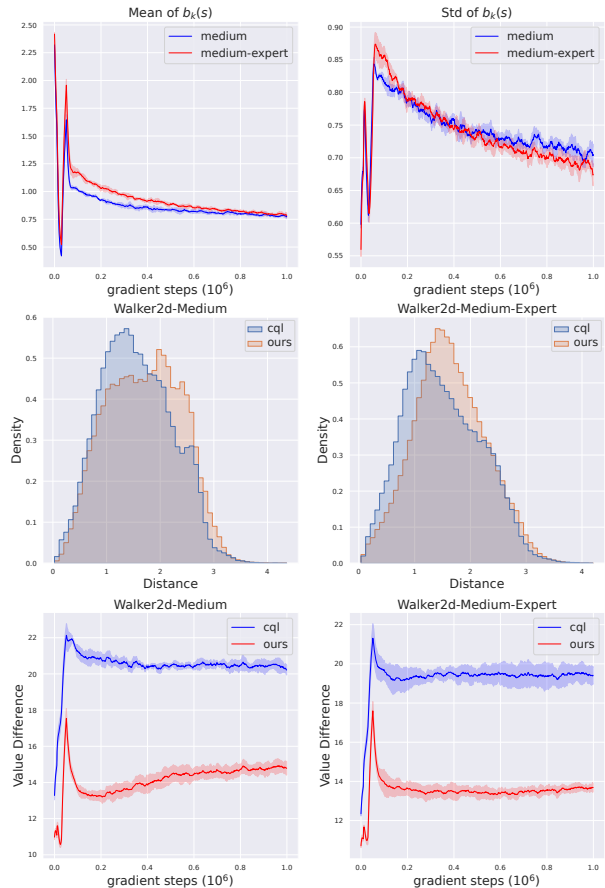 Mean of b_k(s)
medium
medium-expert
2.50
2.25
2.00
1.75
1.50
1.25
1.00
0.75
0.50
0.0 0.2 0.4 0.6 0.8 1.0
gradient steps (10^6)
Std of b_k(s)
medium
medium-expert
0.90
0.85
0.80
0.75
0.70
0.65
0.60
0.55
0.0 0.2 0.4 0.6 0.8 1.0
gradient steps (10^6)
Walker2d-Medium
cql
ours
Density
0.6
0.5
0.4
0.3
0.2
0.1
0.0
0 1 2 3 4
Distance
Walker2d-Medium-Expert
cql
ours
Density
0.6
0.5
0.4
0.3
0.2
0.1
0.0
0 1 2 3 4
Distance
Walker2d-Medium
cql
ours
Value Difference
22
20
18
16
14
12
10
0.0 0.2 0.4 0.6 0.8 1.0
gradient steps (10^6)
Walker2d-Medium-Expert
cql
ours
Value Difference
22
20
18
16
14
12
0.0 0.2 0.4 0.6 0.8 1.0
gradient steps (10^6)